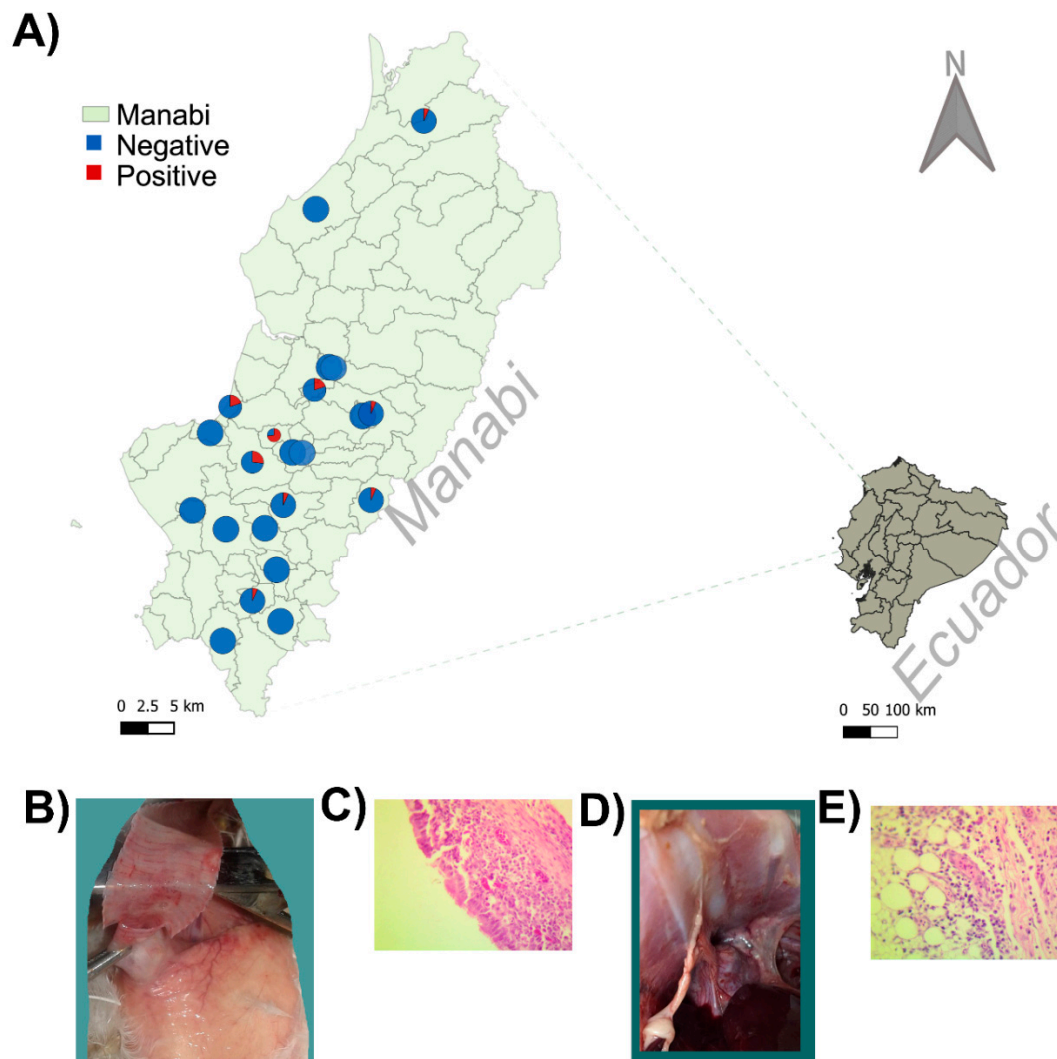 A)
N
Manabi
Negative
Positive
Manabi
Ecuador
0 2.5 5 km
0 50 100 km
B)
C)
D)
E)